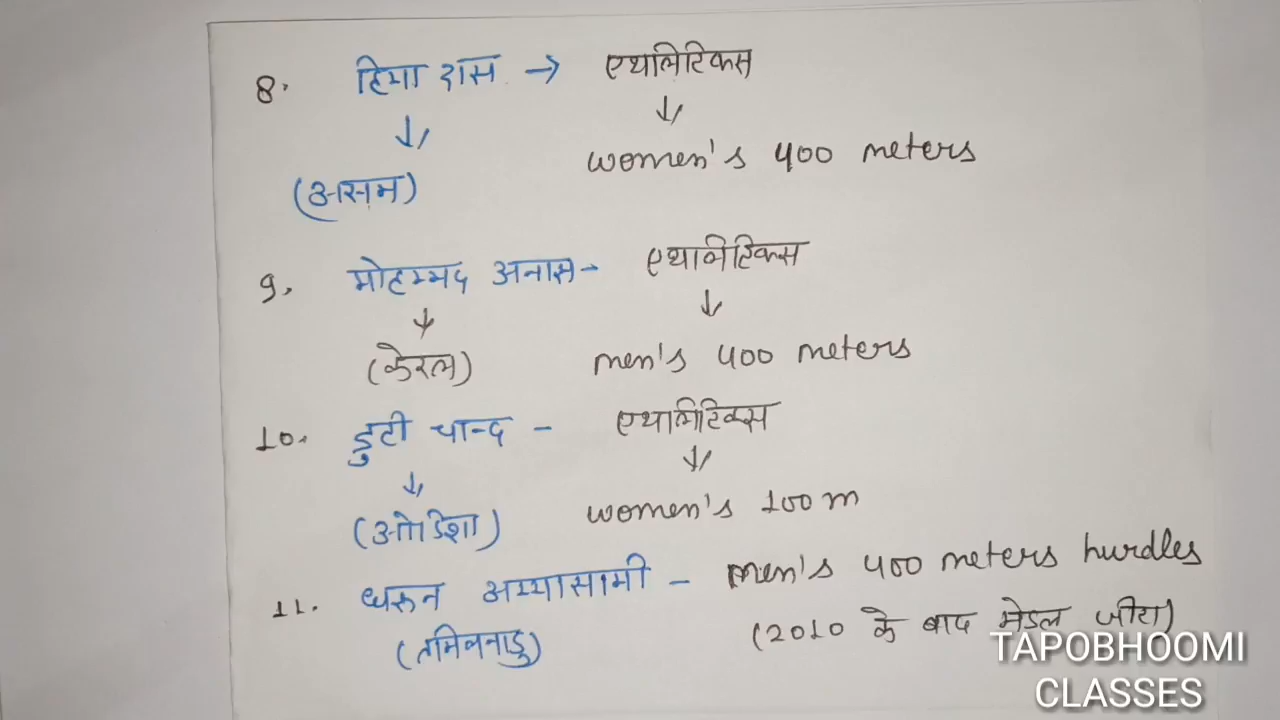 8. हिमा दास → एथलिटिक्स
↓
↓
(असम) women's 400 meters
9. मोहम्मद अनास - एथलिटिक्स
↓
↓
(केरल) men's 400 meters
10. डुटी चान्द - एथलिटिक्स
↓
↓
(ओडिशा) women's 100 m
11. धरुन अय्यासामी - men's 400 meters hurdles
(तमिलनाडु) (2010 के बाद मेडल जीता)
TAPOBHOOMI
CLASSES